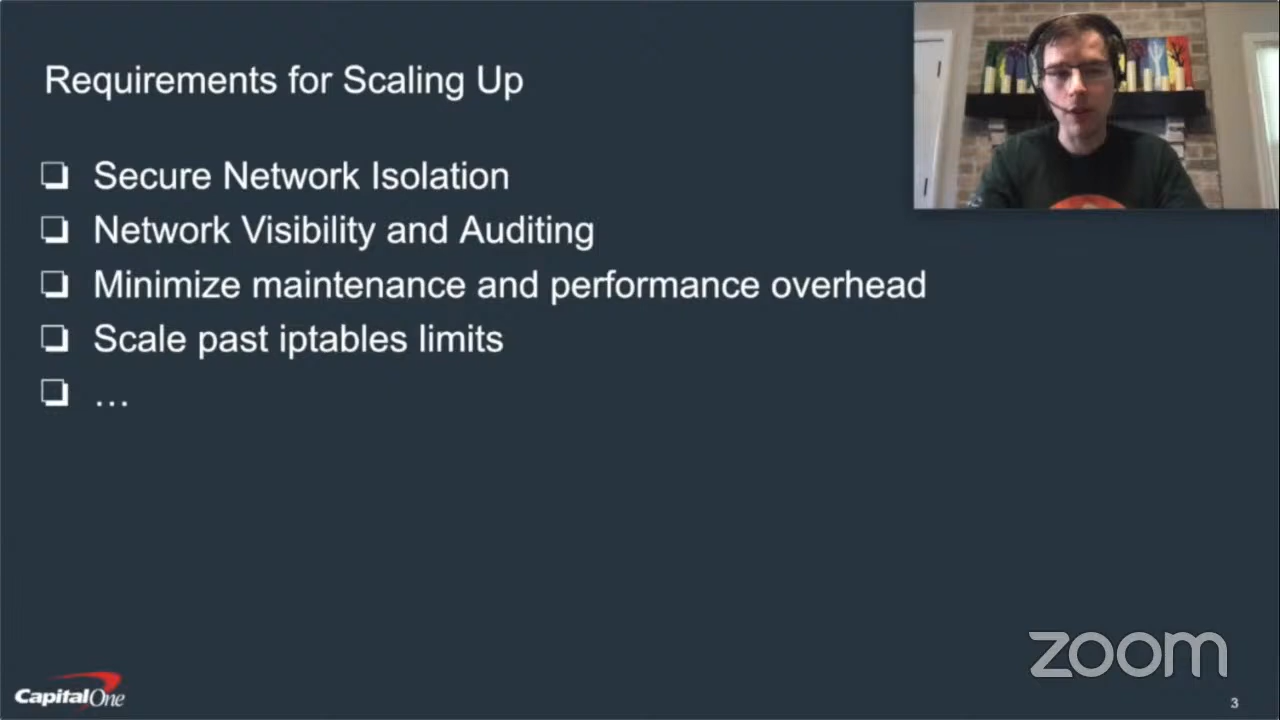 Requirements for Scaling Up
Secure Network Isolation
Network Visibility and Auditing
Minimize maintenance and performance overhead
Scale past iptables limits
…
zoom
CapitalOne
3